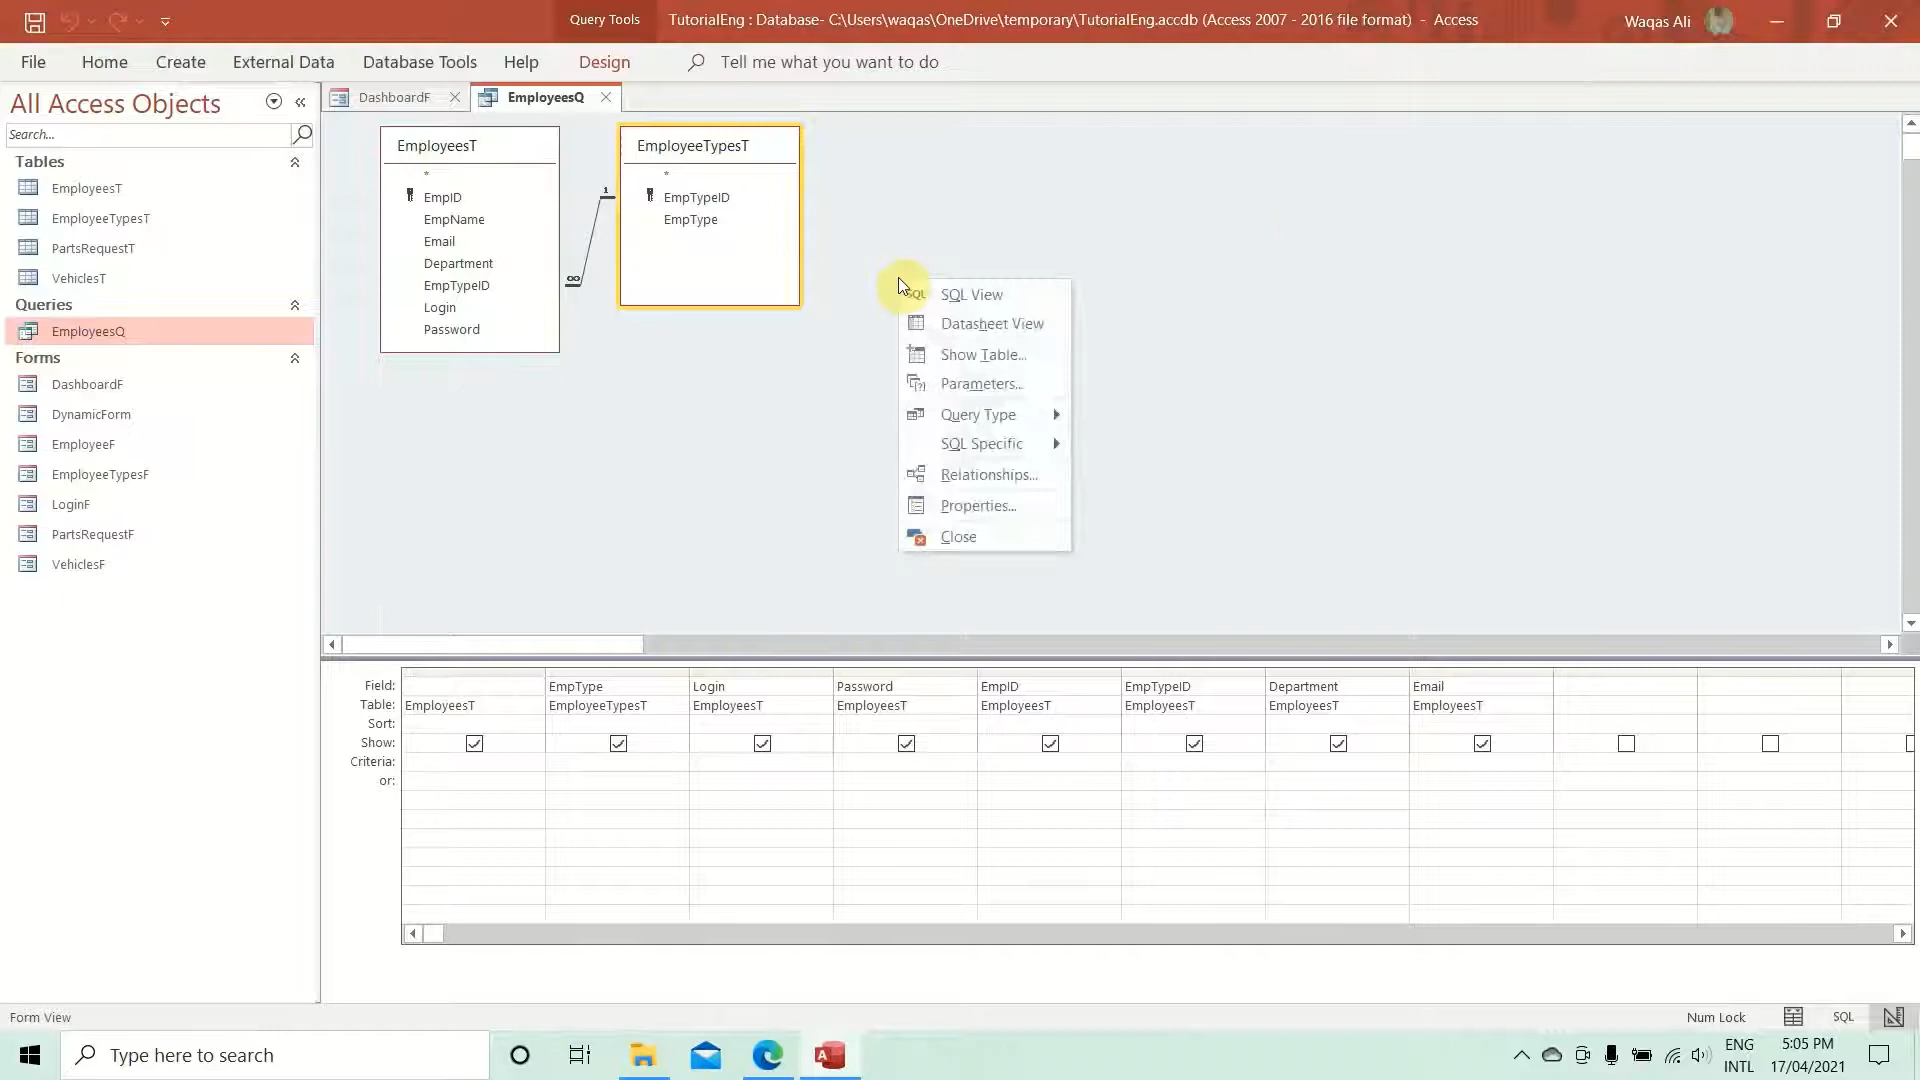 Query Tools
TutorialEng : Database- C:\Users\waqas\OneDrive\temporary\TutorialEng.accdb (Access 2007 - 2016 file format) - Access
Waqas Ali
File Home Create External Data Database Tools Help Design Tell me what you want to do
All Access Objects
Search...
Tables
EmployeesT
EmployeeTypesT
PartsRequestT
VehiclesT
Queries
EmployeesQ
Forms
DashboardF
DynamicForm
EmployeeF
EmployeeTypesF
LoginF
PartsRequestF
VehiclesF
DashboardF EmployeesQ
EmployeesT
*
EmpID
EmpName
Email
Department
EmpTypeID
Login
Password
1
∞
EmployeeTypesT
*
EmpTypeID
EmpType
SQL View
Datasheet View
Show Table...
Parameters...
Query Type
SQL Specific
Relationships...
Properties...
Close
Field: EmpType Login Password EmpID EmpTypeID Department Email
Table: EmployeesT EmployeeTypesT EmployeesT EmployeesT EmployeesT EmployeesT EmployeesT EmployeesT
Sort:
Show:
Criteria:
or:
Form View
Num Lock
SQL
Type here to search
ENG
INTL
5:05 PM
17/04/2021